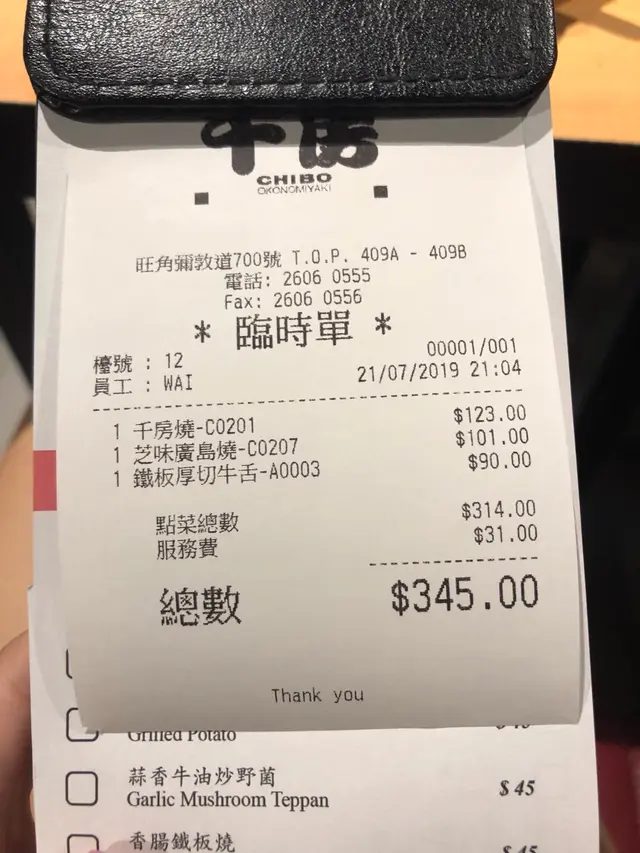 千房
CHIBO
OKONOMIYAKI
旺角彌敦道700號 T.O.P. 409A - 409B
電話: 2606 0555
Fax: 2606 0556
* 臨時單 *
檯號 : 12 00001/001
員工 : WAI 21/07/2019 21:04
1 千房燒-C0201 $123.00
1 芝味廣島燒-C0207 $101.00
1 鐵板厚切牛舌-A0003 $90.00
點菜總數 $314.00
服務費 $31.00
總數 $345.00
Thank you
Grilled Potato
蒜香牛油炒野菌
Garlic Mushroom Teppan $45
香腸鐵板燒 $45